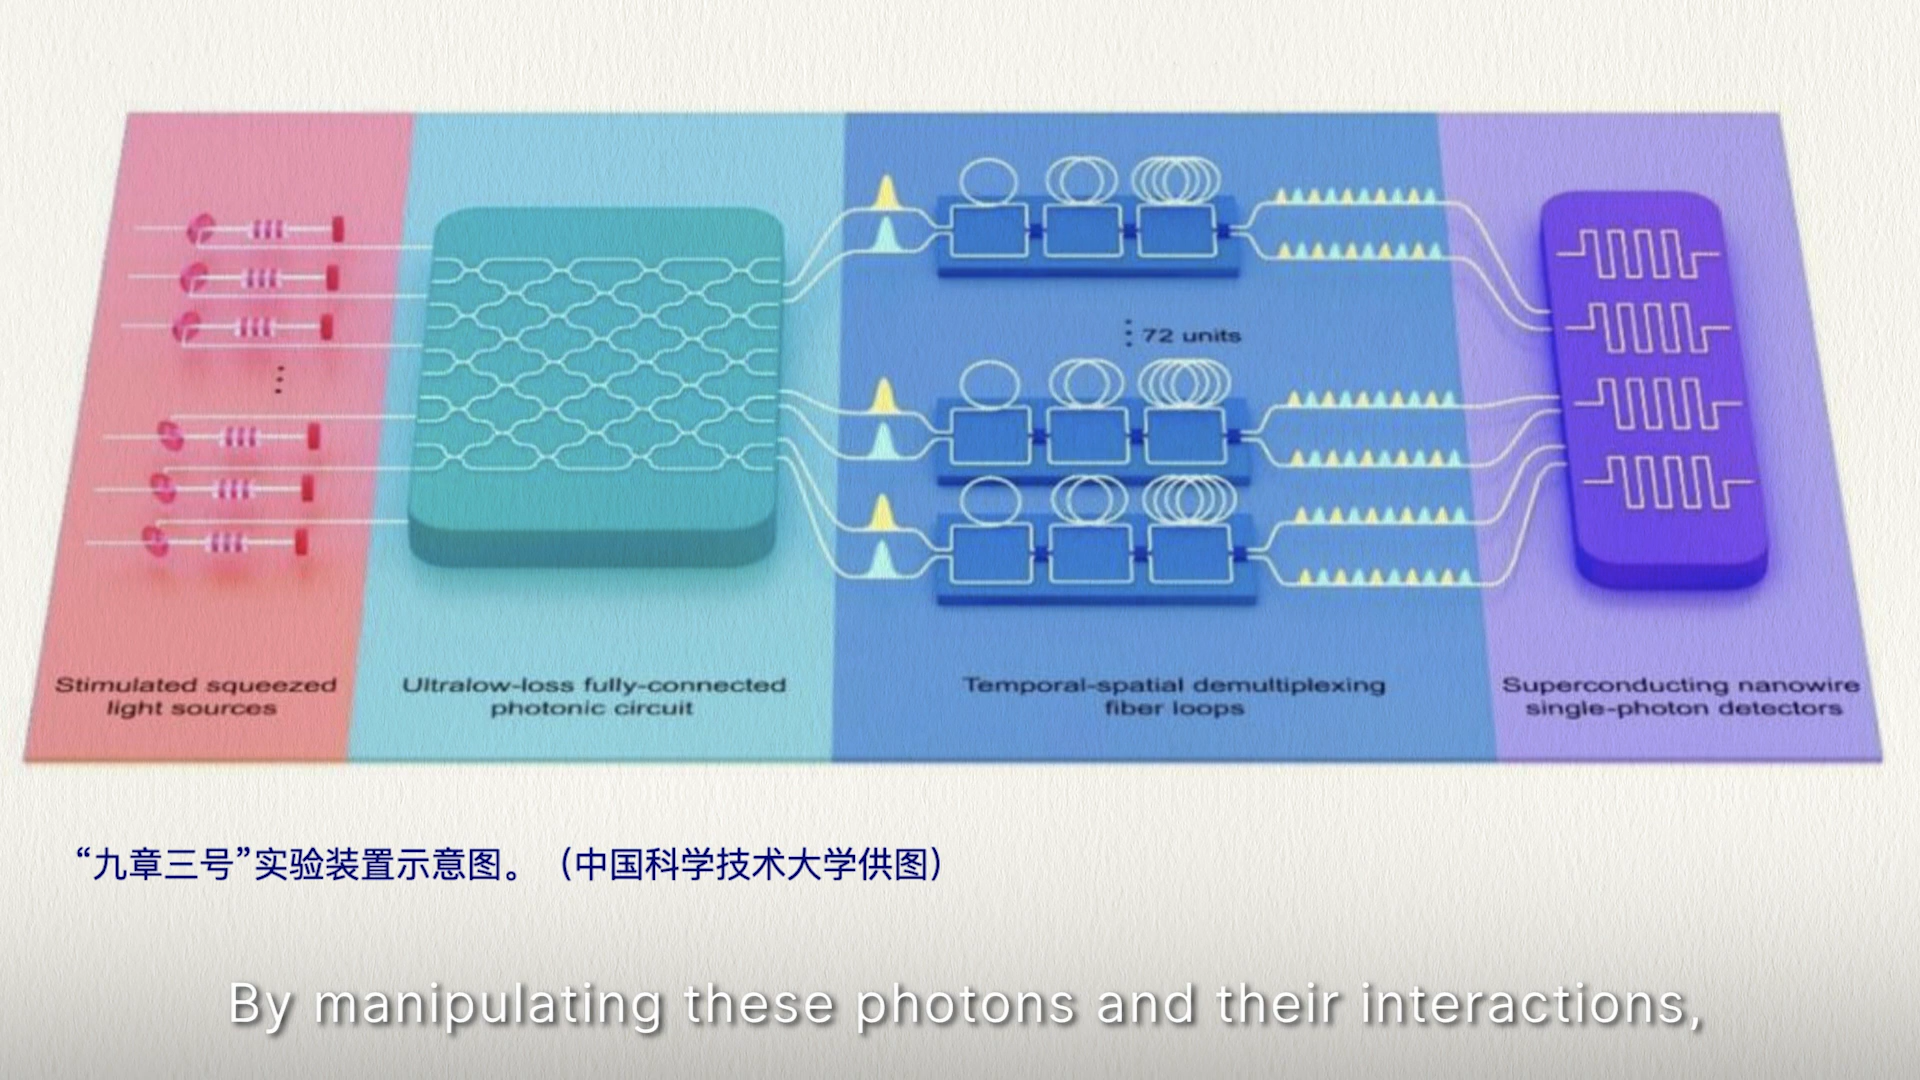 72 units
Stimulated squeezed
light sources
Ultralow-loss fully-connected
photonic circuit
Temporal-spatial demultiplexing
fiber loops
Superconducting nanowire
single-photon detectors
“九章三号”实验装置示意图。（中国科学技术大学供图）
By manipulating these photons and their interactions,